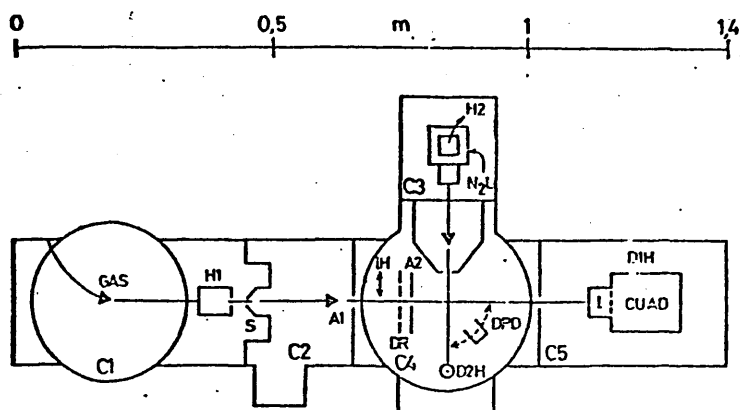 0 0,5 m 1 1,4
H2
N₂L
C3
GAS
H1
S
A1
C1
C2
IH
A2
DR
C4
DPD
D2H
C5
D1H
I
CUAD